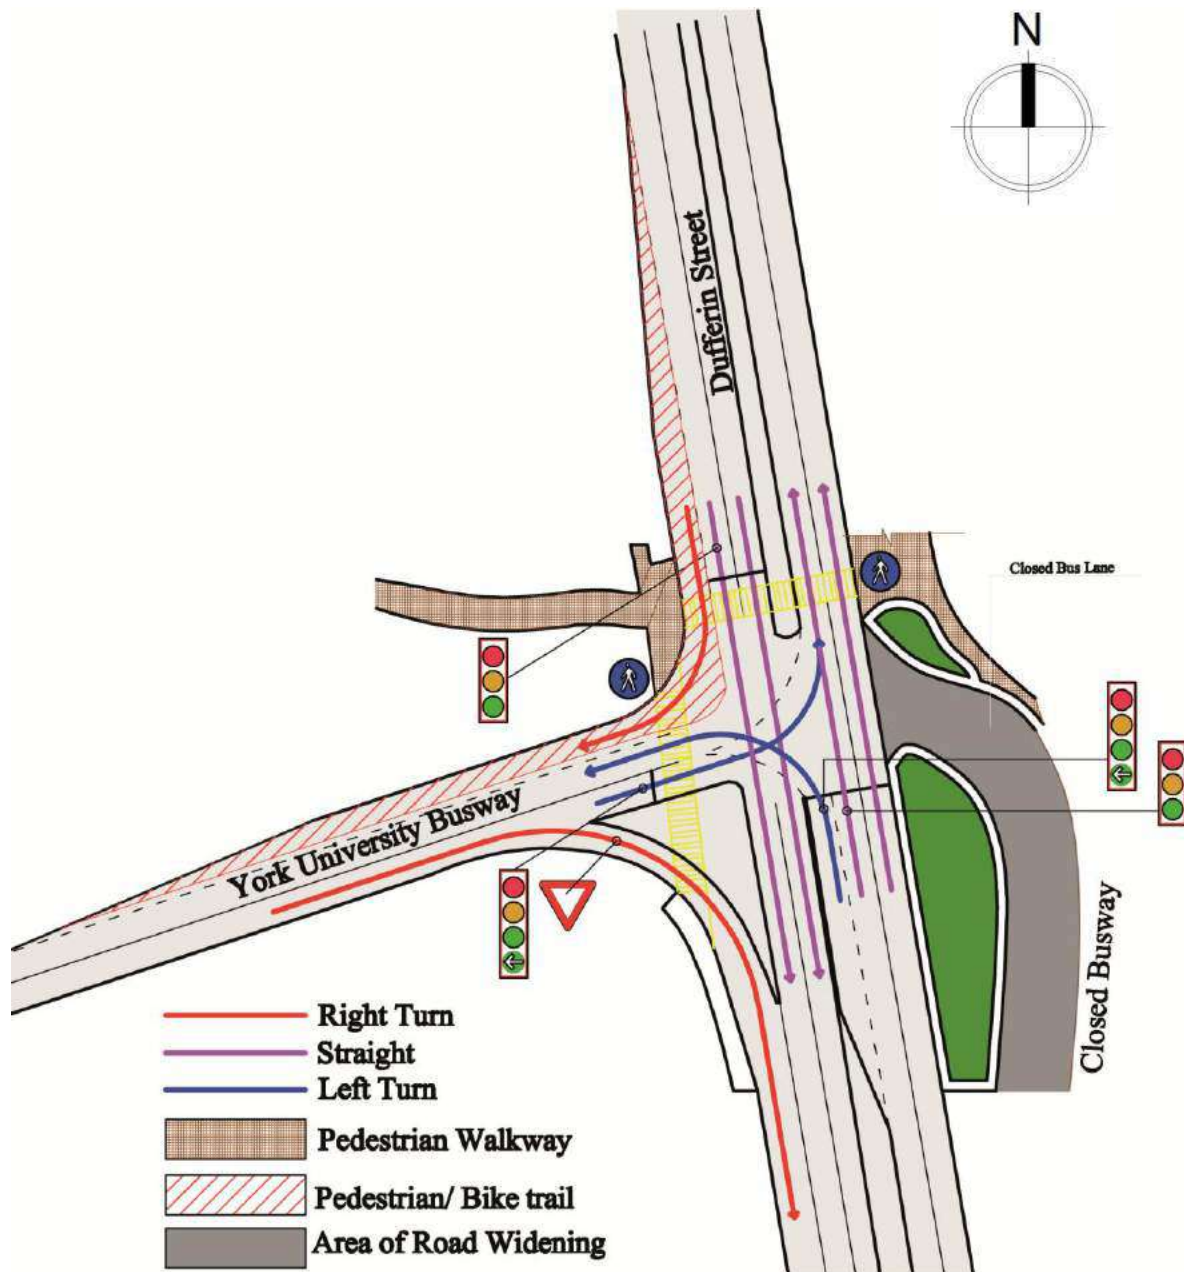 N
Dufferin Street
Closed Bus Lane
York University Busway
Closed Busway
Right Turn
Straight
Left Turn
Pedestrian Walkway
Pedestrian/ Bike trail
Area of Road Widening